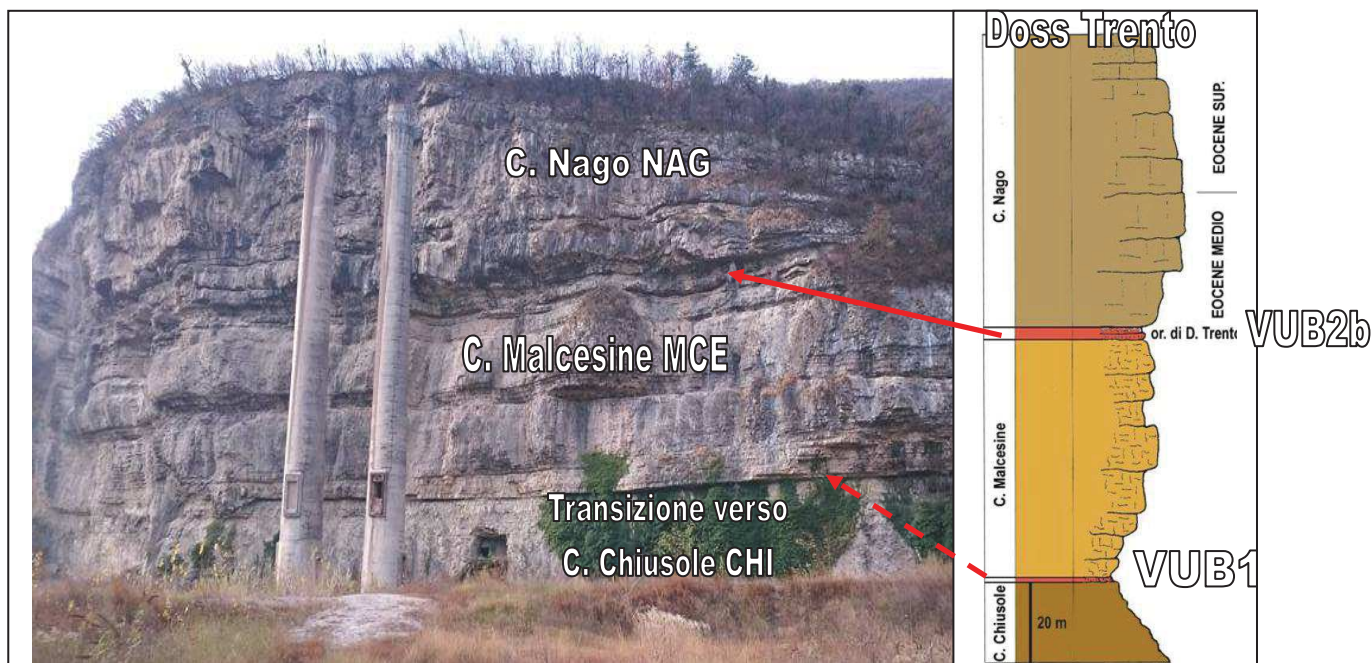 C. Nago NAG
C. Malcesine MCE
Transizione verso
C. Chiusole CHI
Doss Trento
C. Nago
EOCENE SUP.
EOCENE MEDIO
or. di D. Trento
VUB2b
C. Malcesine
VUB1
C. Chiusole
20 m